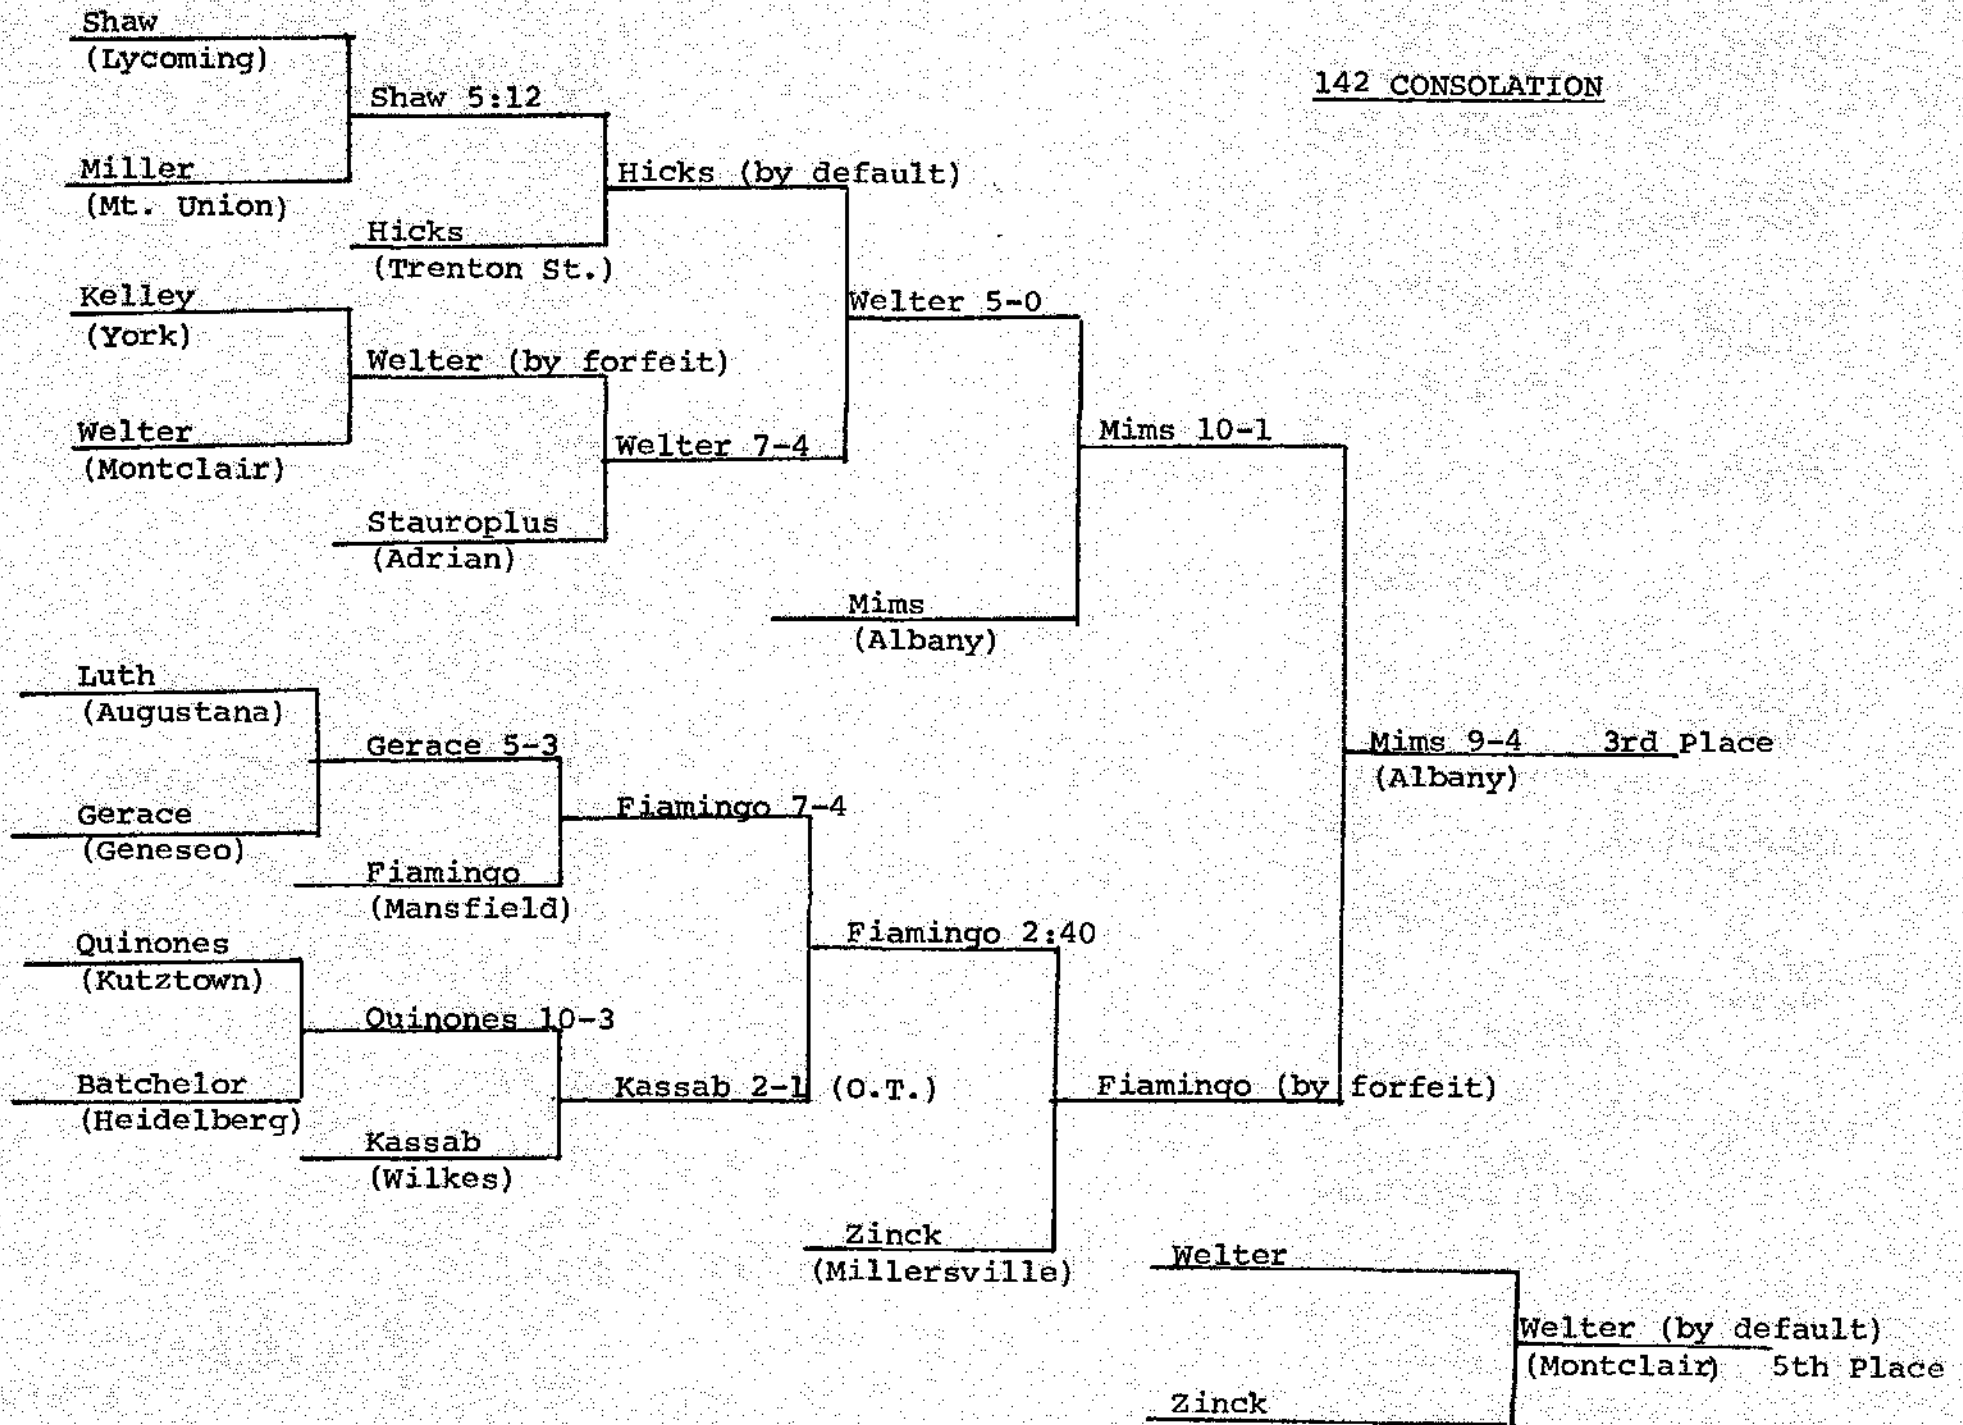 142 CONSOLATION
Shaw
(Lycoming)
Shaw 5:12
Miller
(Mt. Union)
Hicks (by default)
Hicks
(Trenton St.)
Kelley
(York)
Welter 5-0
Welter (by forfeit)
Welter
(Montclair)
Welter 7-4
Mims 10-1
Stauroplus
(Adrian)
Mims
(Albany)
Luth
(Augustana)
Gerace 5-3
Mims 9-4 3rd Place
(Albany)
Gerace
(Geneseo)
Fiamingo 7-4
Fiamingo
(Mansfield)
Quinones
(Kutztown)
Fiamingo 2:40
Quinones 10-3
Batchelor
(Heidelberg)
Kassab 2-1 (O.T.)
Fiamingo (by forfeit)
Kassab
(Wilkes)
Zinck
(Millersville)
Welter
Welter (by default)
(Montclair) 5th Place
Zinck